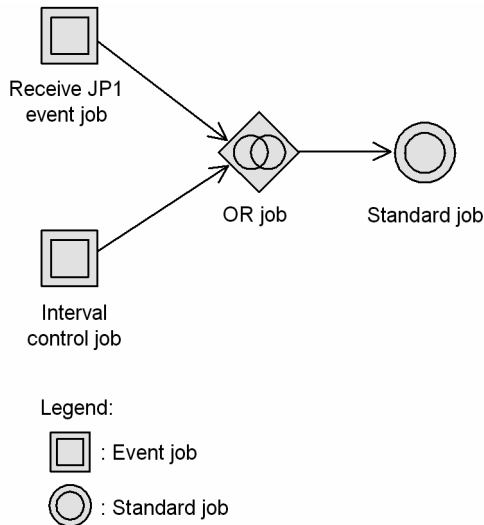 Receive JP1
event job
OR job
Standard job
Interval
control job
Legend:
: Event job
: Standard job